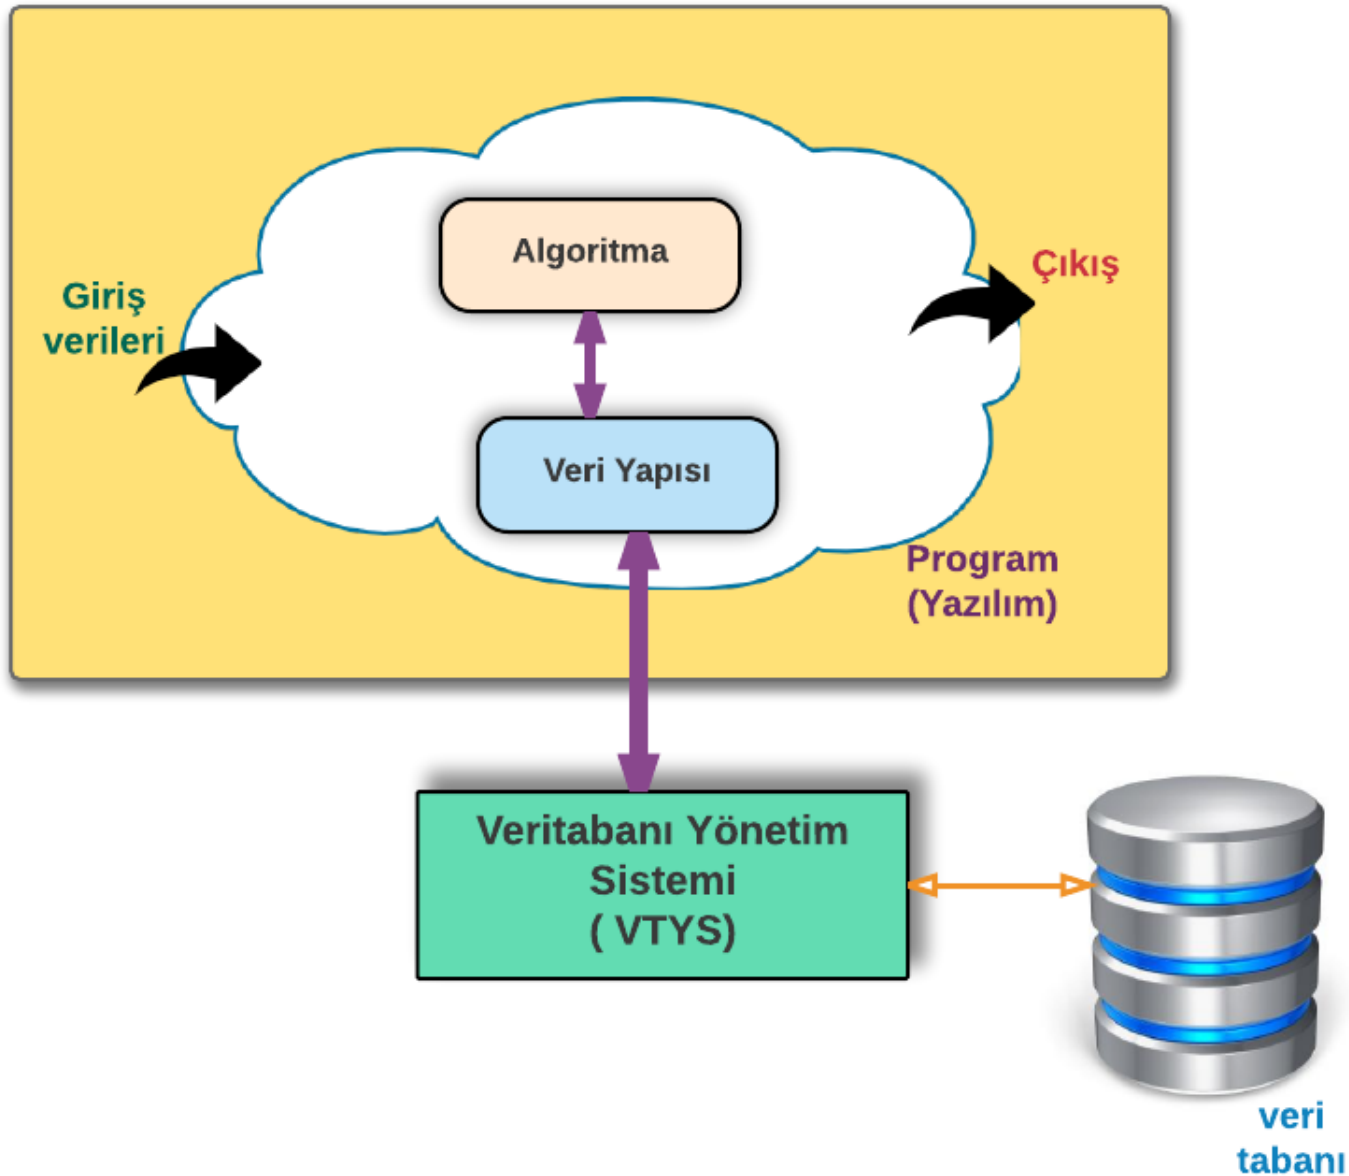 Algoritma
Çıkış
Giriş
verileri
Veri Yapısı
Program
(Yazılım)
Veritabanı Yönetim
Sistemi
( VTYS)
veri
tabanı